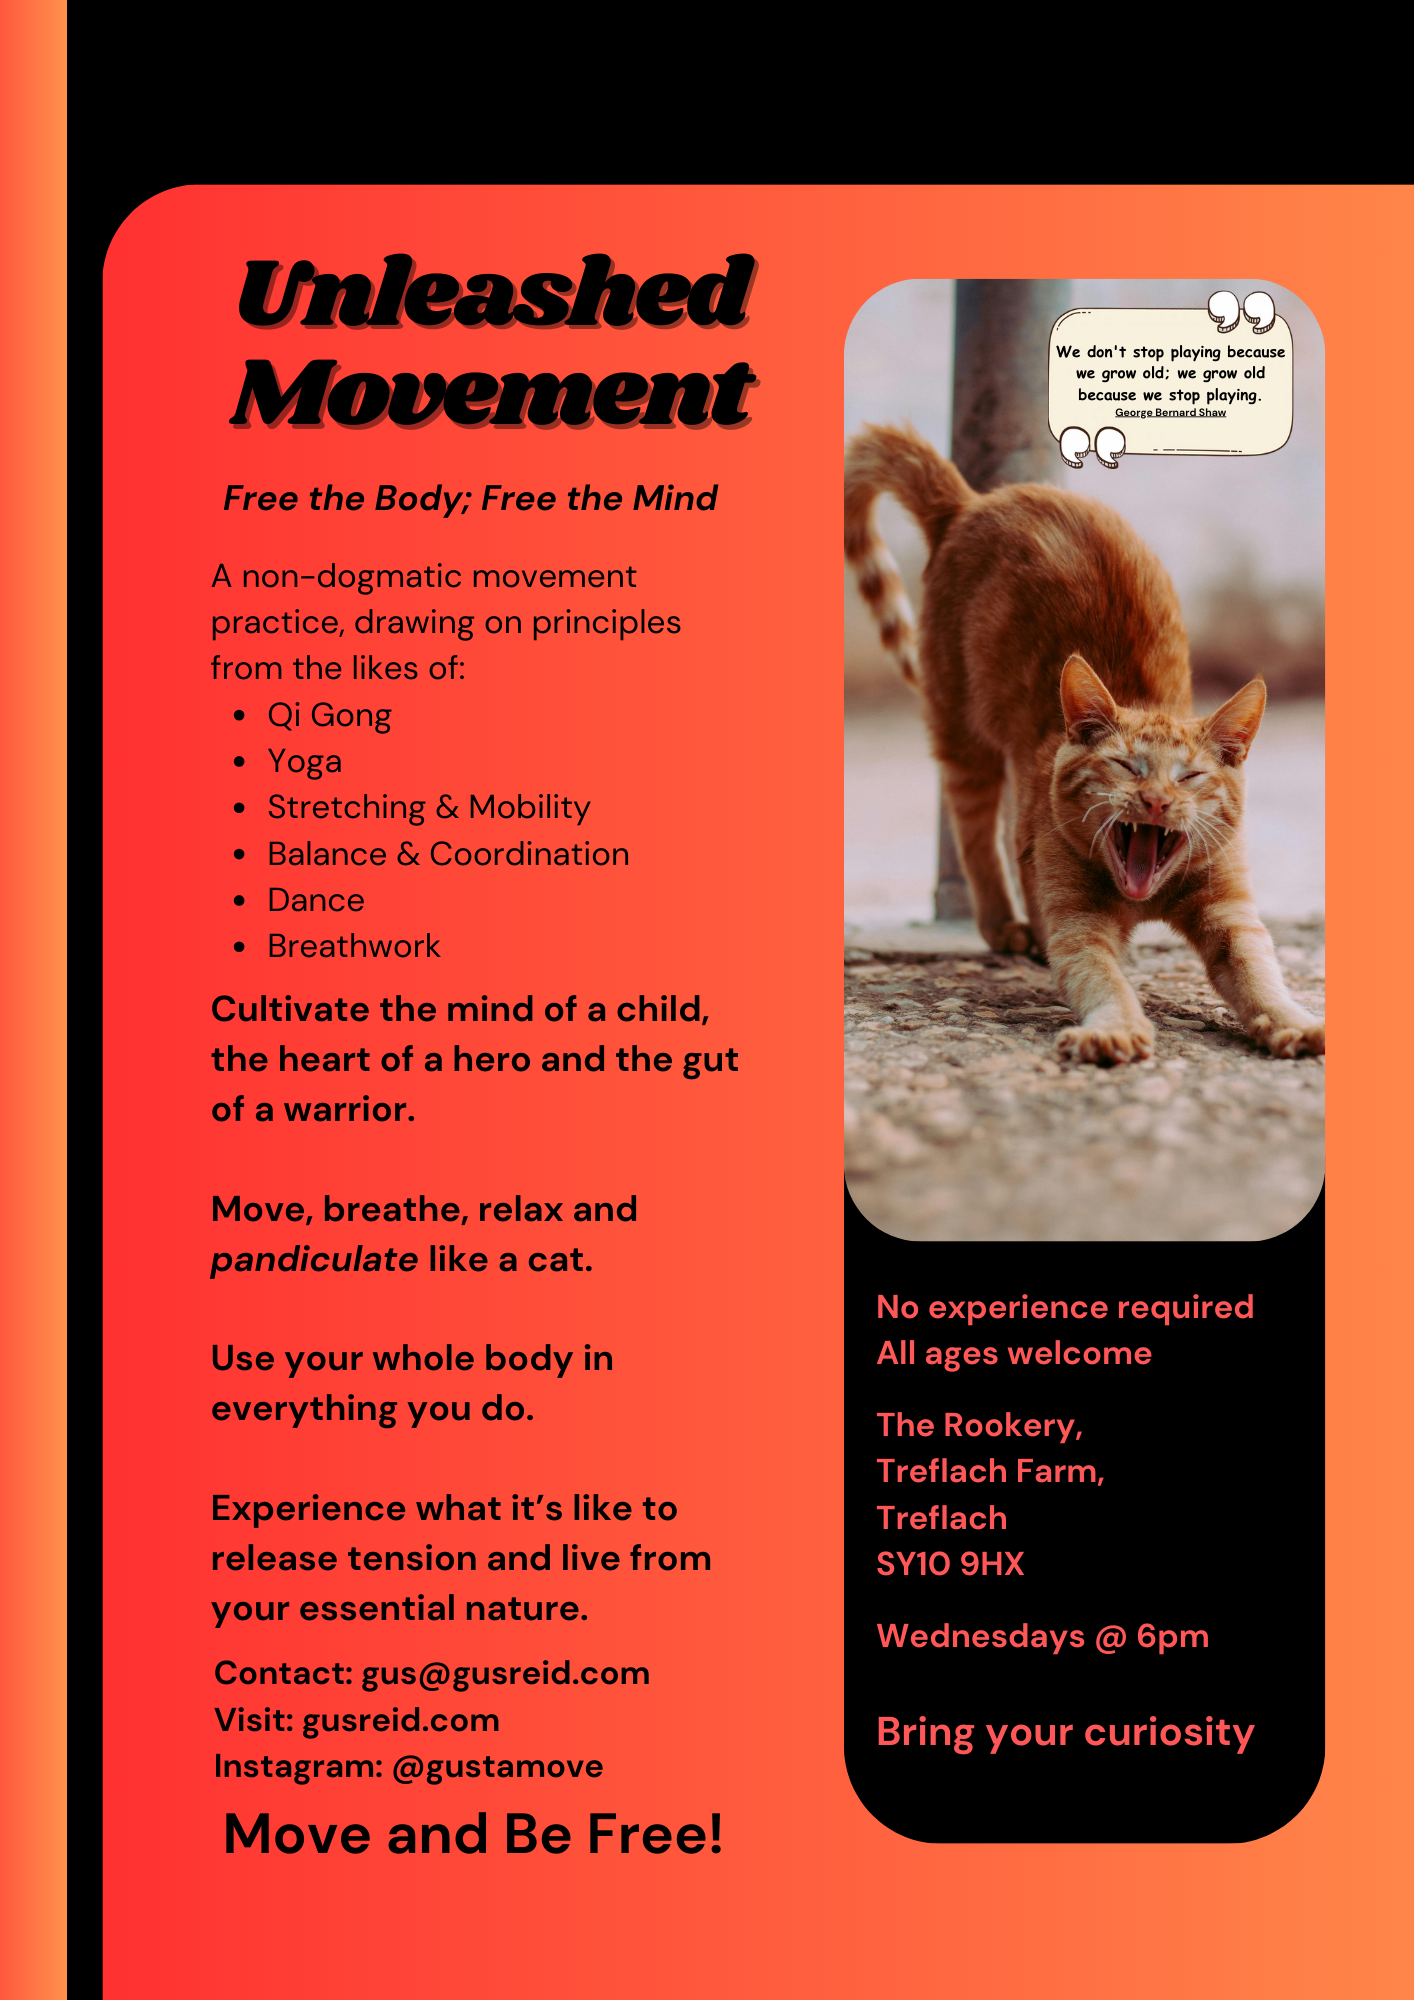 Unleashed
Movement
Free the Body; Free the Mind
A non-dogmatic movement
practice, drawing on principles
from the likes of:
• Qi Gong
• Yoga
• Stretching & Mobility
• Balance & Coordination
• Dance
• Breathwork
Cultivate the mind of a child,
the heart of a hero and the gut
of a warrior.
Move, breathe, relax and
pandiculate like a cat.
Use your whole body in
everything you do.
Experience what it’s like to
release tension and live from
your essential nature.
Contact: gus@gusreid.com
Visit: gusreid.com
Instagram: @gustamove
Move and Be Free!
We don't stop playing because
we grow old; we grow old
because we stop playing.
George Bernard Shaw
No experience required
All ages welcome
The Rookery,
Treflach Farm,
Treflach
SY10 9HX
Wednesdays @ 6pm
Bring your curiosity